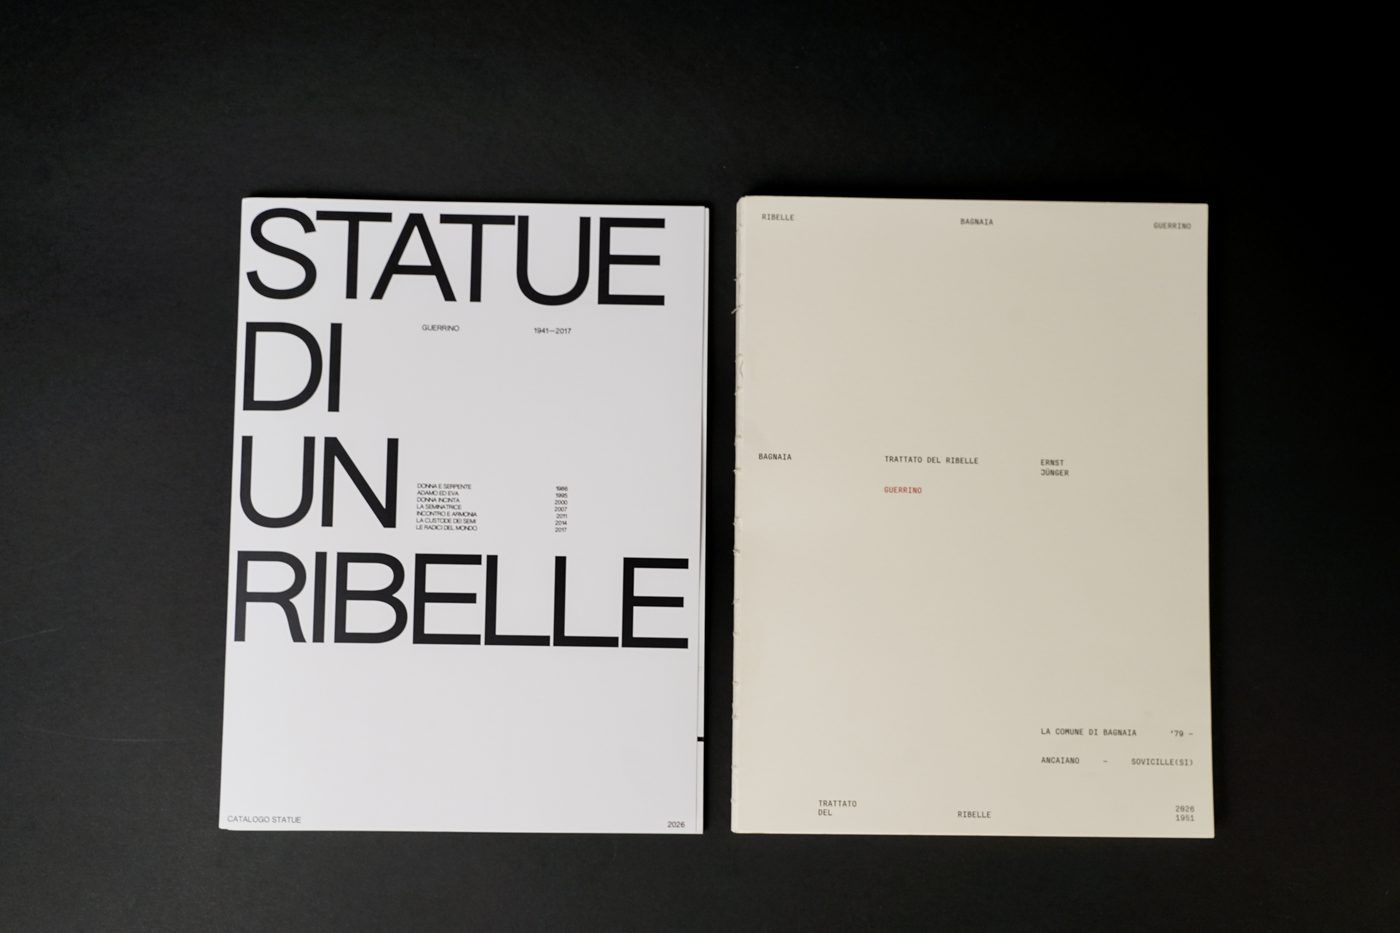 STATUE
DI
UN
RIBELLE
GUERRINO 1941—2017
DONNA E SERPENTE 1986
ADAMO ED EVA 1995
DONNA INCINTA 2000
LA SEMINATRICE 2007
INCONTRO E ARMONIA 2011
LA CUSTODE DEI SEMI 2014
LE RADICI DEL MONDO 2017
CATALOGO STATUE 2026
RIBELLE BAGNAIA GUERRINO
BAGNAIA TRATTATO DEL RIBELLE ERNST
JÜNGER
GUERRINO
LA COMUNE DI BAGNAIA '79 –
ANCAIANO – SOVICILLE(SI)
TRATTATO
DEL RIBELLE
2026
1951